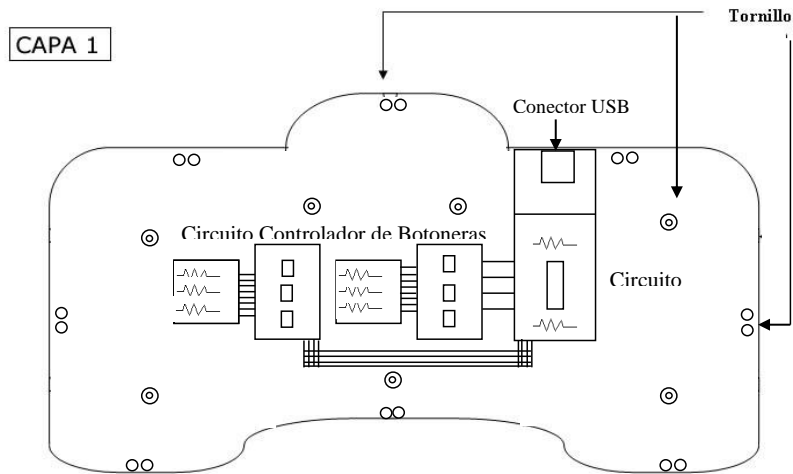 Tornillo
CAPA 1
Conector USB
Circuito Controlador de Botoneras
Circuito